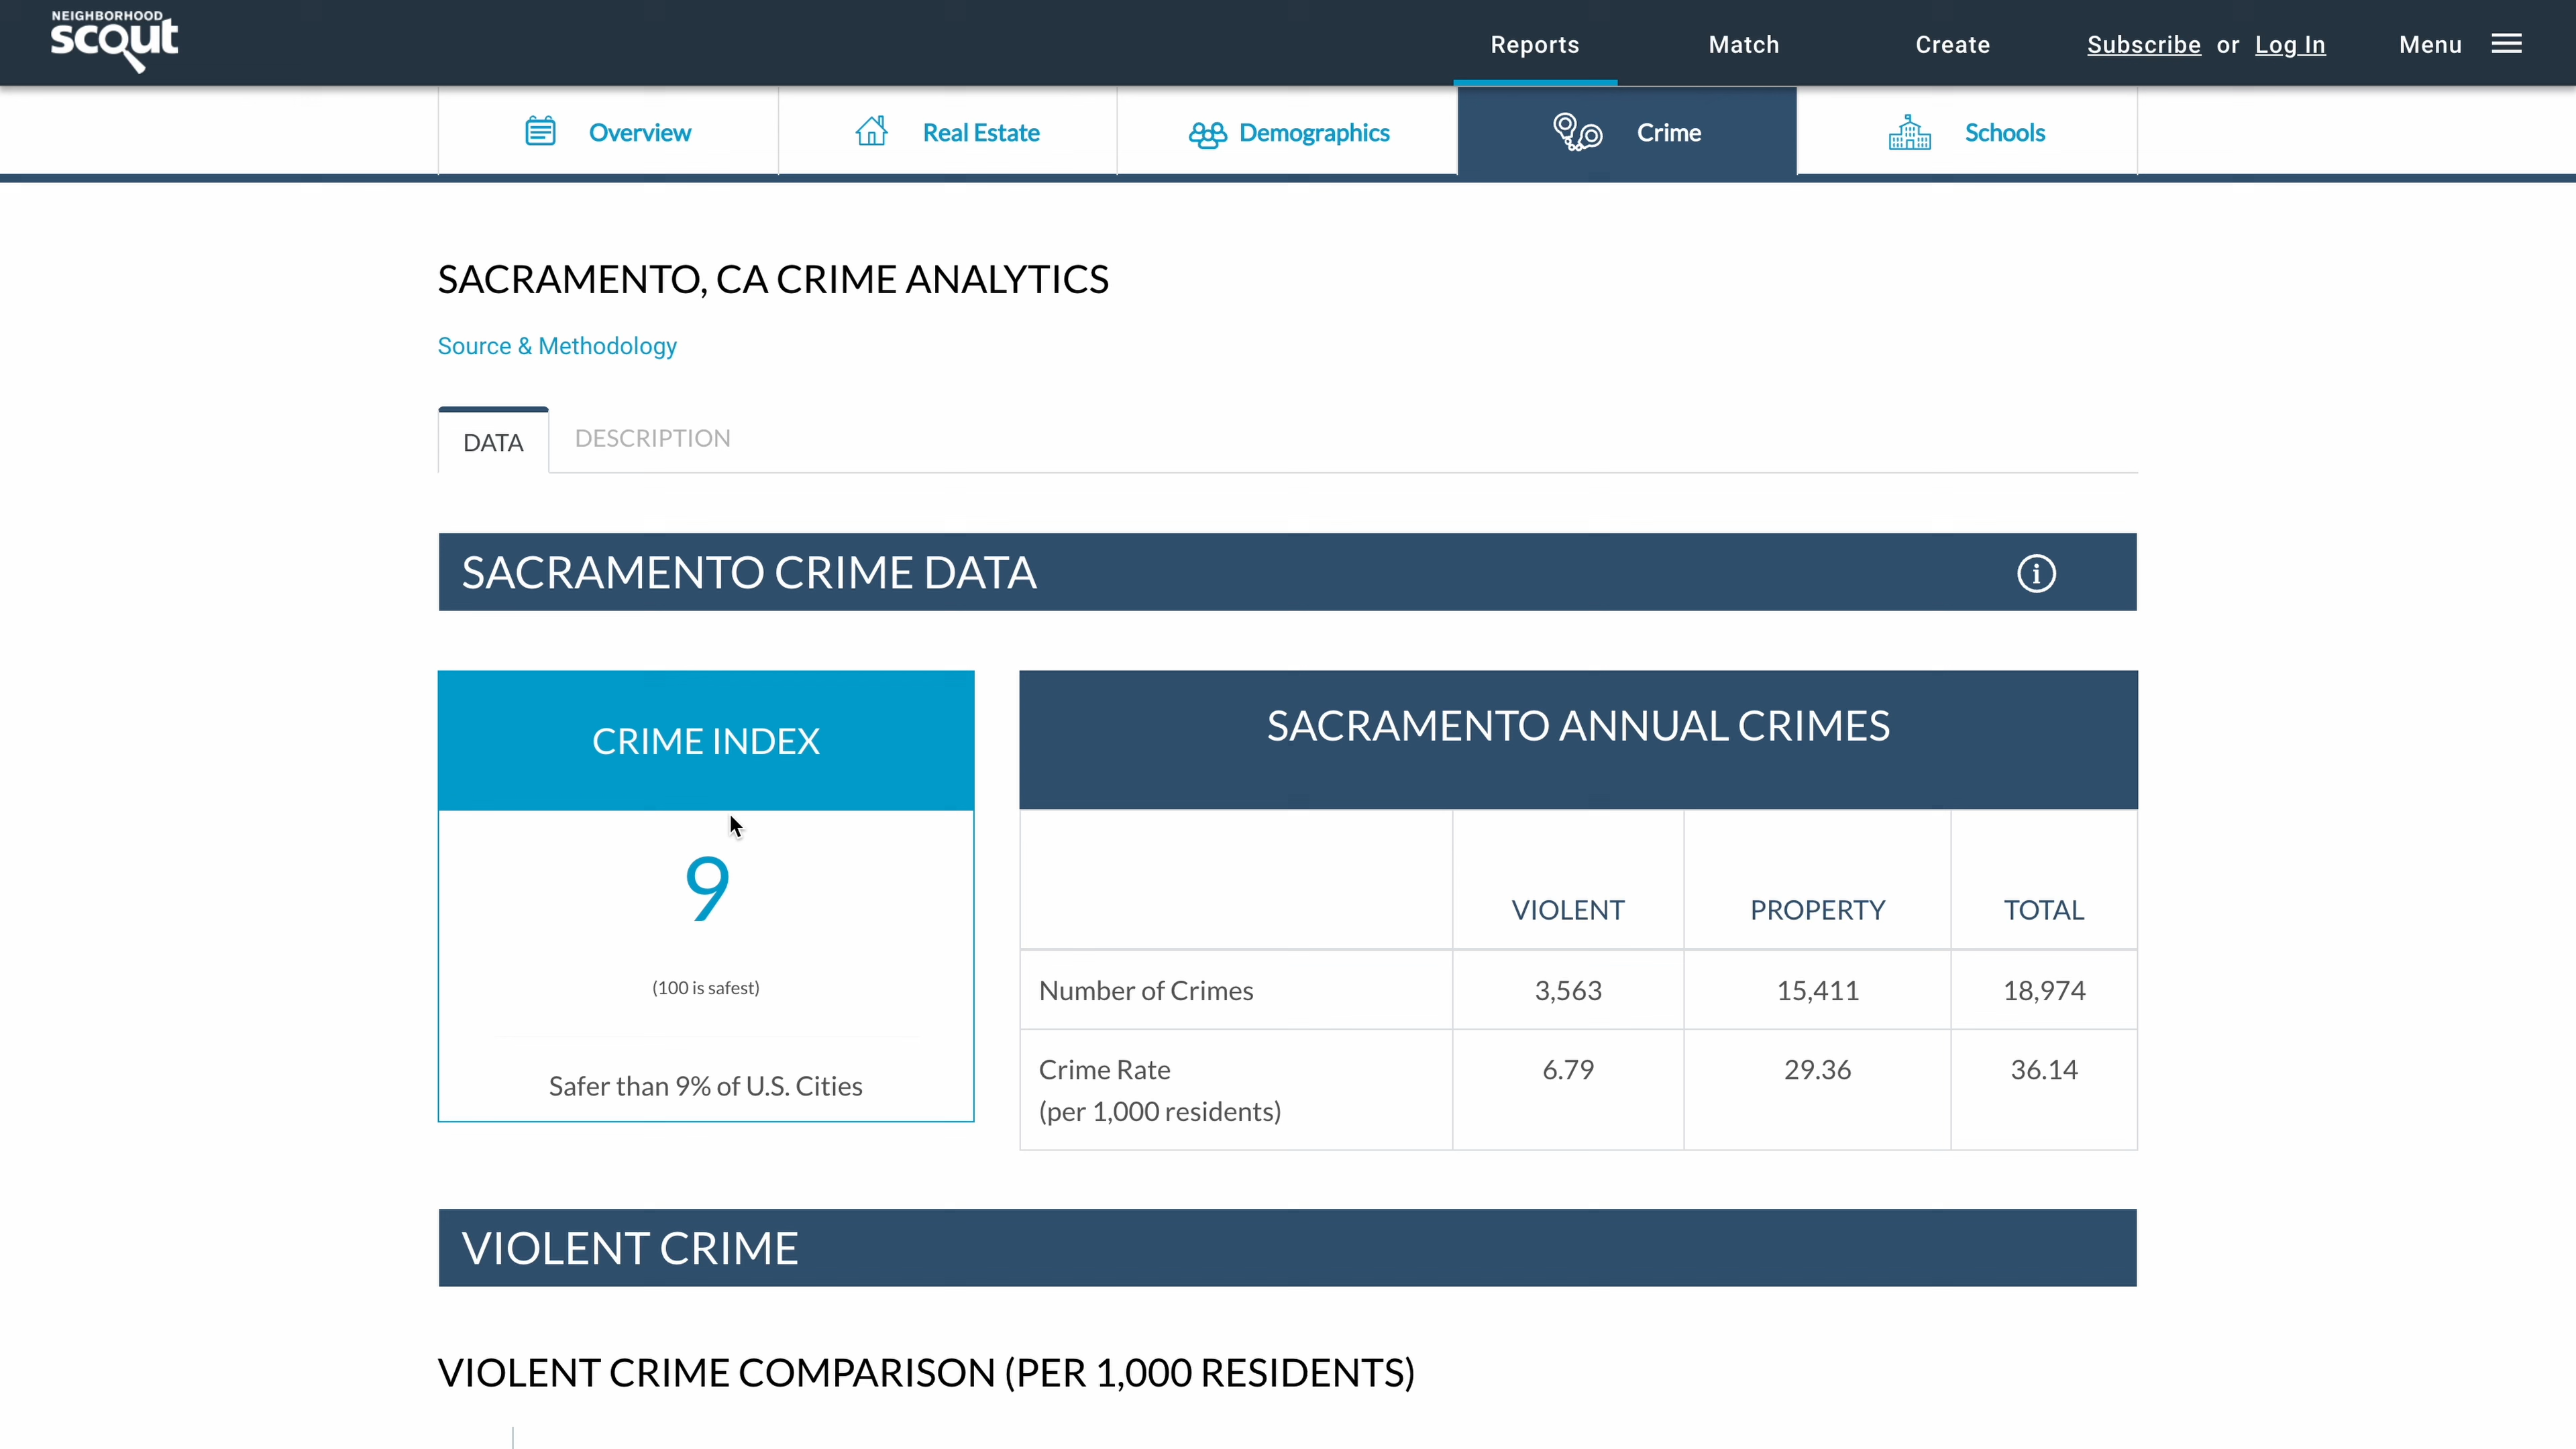 NEIGHBORHOOD
scout
Reports
Match
Create
Subscribe or Log In
Menu
Overview
Real Estate
Demographics
Crime
Schools
SACRAMENTO, CA CRIME ANALYTICS
Source & Methodology
DATA
DESCRIPTION
SACRAMENTO CRIME DATA
i
CRIME INDEX
9
(100 is safest)
Safer than 9% of U.S. Cities
SACRAMENTO ANNUAL CRIMES
VIOLENT PROPERTY TOTAL
Number of Crimes 3,563 15,411 18,974
Crime Rate 6.79 29.36 36.14
(per 1,000 residents)
VIOLENT CRIME
VIOLENT CRIME COMPARISON (PER 1,000 RESIDENTS)